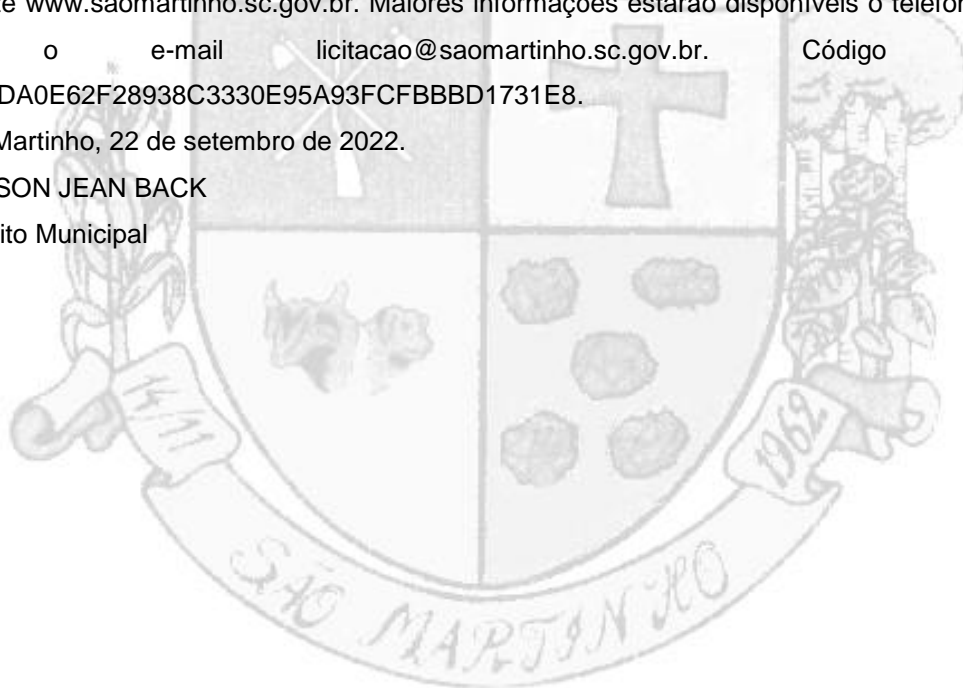 te www.saomartinho.sc.gov.br. Maiores informações estarão disponíveis o telefon
o e-mail licitacao@saomartinho.sc.gov.br. Código
DA0E62F28938C3330E95A93FCFBBBD1731E8.
Martinho, 22 de setembro de 2022.
SON JEAN BACK
ito Municipal
14/11
1962
SÃO MARTINHO